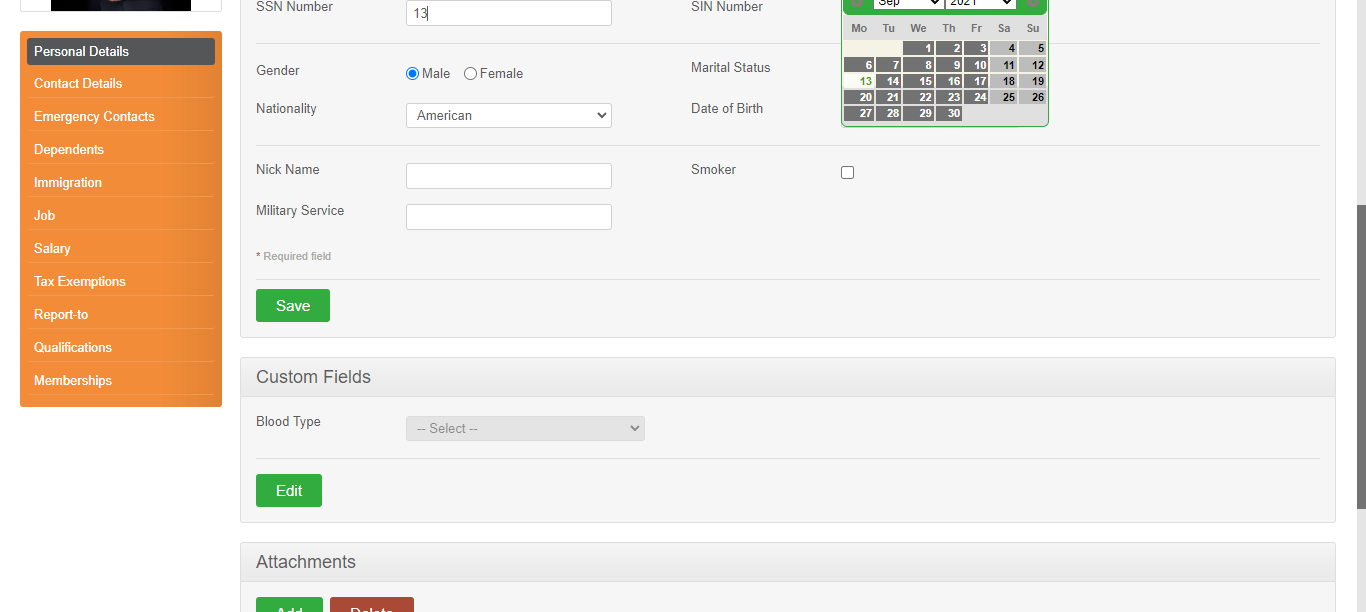 SSN Number 13 SIN Number Sep 2021
Mo Tu We Th Fr Sa Su
1 2 3 4 5
6 7 8 9 10 11 12
13 14 15 16 17 18 19
20 21 22 23 24 25 26
27 28 29 30
Personal Details
Contact Details
Emergency Contacts
Dependents
Immigration
Job
Salary
Tax Exemptions
Report-to
Qualifications
Memberships
Gender Male Female Marital Status
Nationality American Date of Birth
Nick Name Smoker
Military Service
* Required field
Save
Custom Fields
Blood Type -- Select --
Edit
Attachments
Add Delete